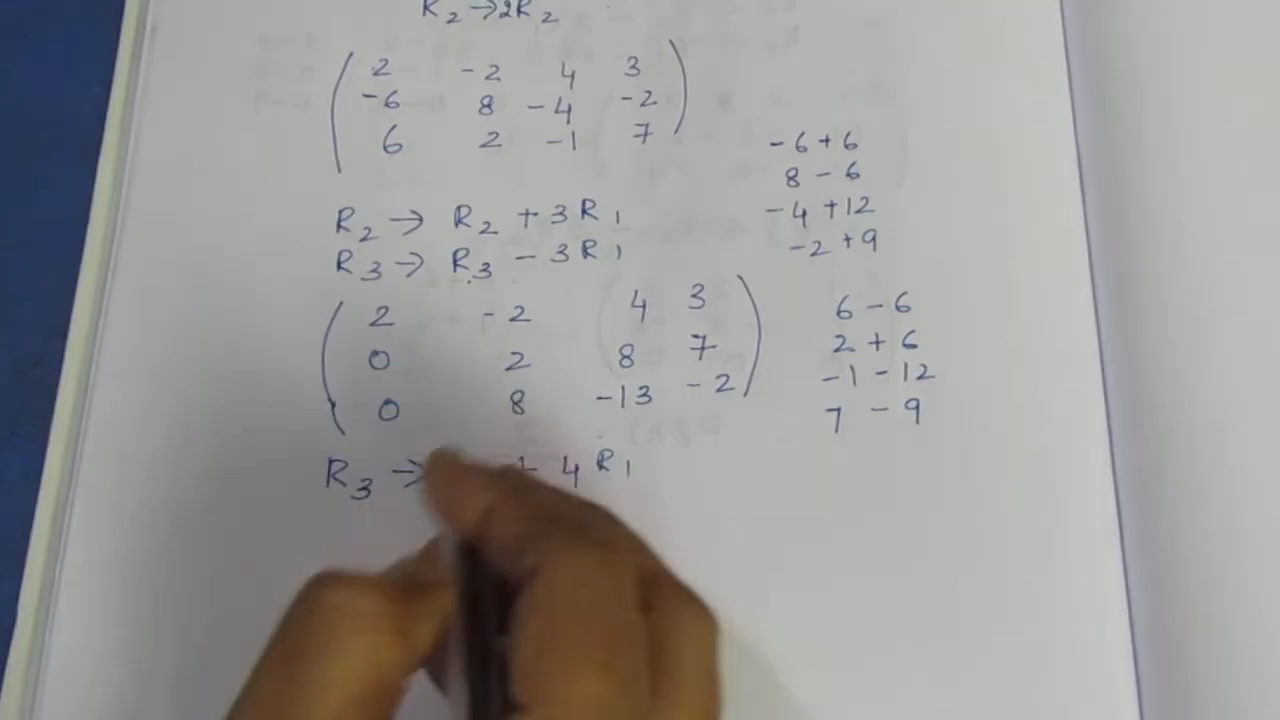 R2 → 2R2
2 -2 4 3
-6 8 -4 -2
6 2 -1 7
-6+6
8-6
-4+12
-2+9
R2 → R2 + 3R1
R3 → R3 - 3R1
2 -2 4 3
0 2 8 7
0 8 -13 -2
6-6
2+6
-1-12
7-9
R3 → + 4R1